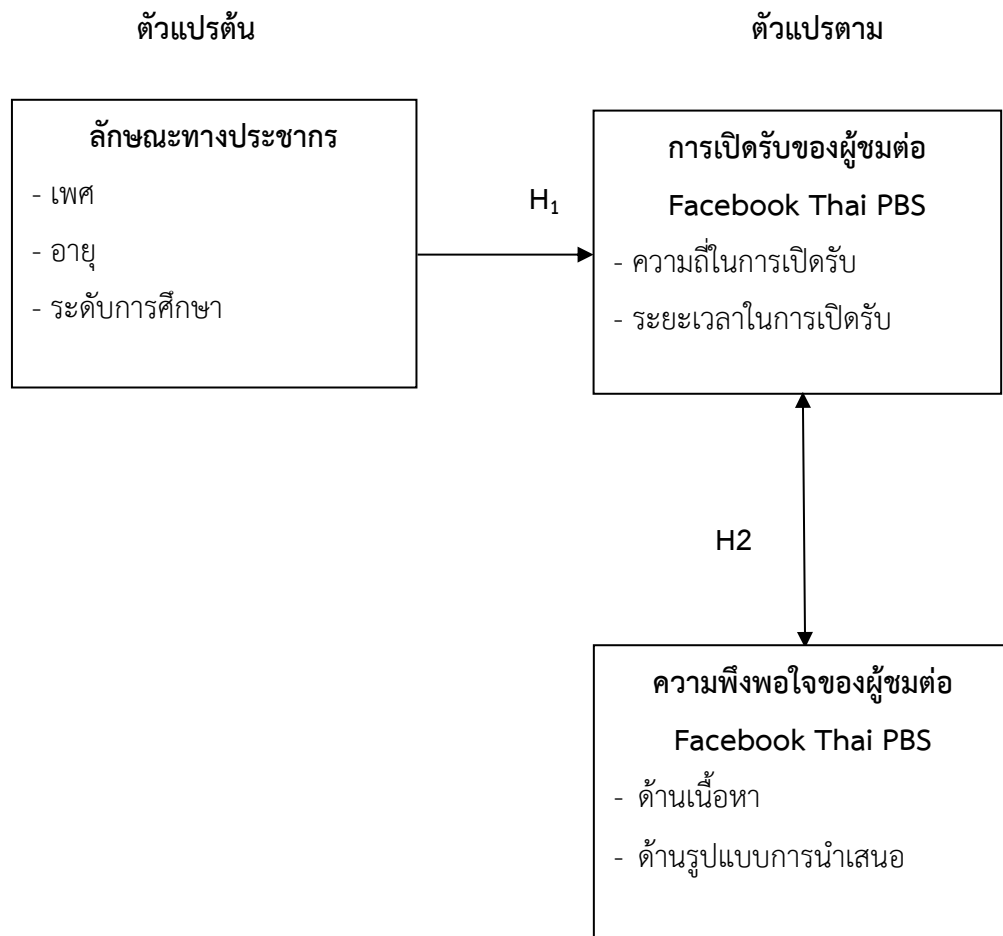 ตัวแปรต้น
ตัวแปรตาม
ลักษณะทางประชากร
- เพศ
- อายุ
- ระดับการศึกษา
H₁
การเปิดรับของผู้ชมต่อ
Facebook Thai PBS
- ความถี่ในการเปิดรับ
- ระยะเวลาในการเปิดรับ
H2
ความพึงพอใจของผู้ชมต่อ
Facebook Thai PBS
- ด้านเนื้อหา
- ด้านรูปแบบการนำเสนอ